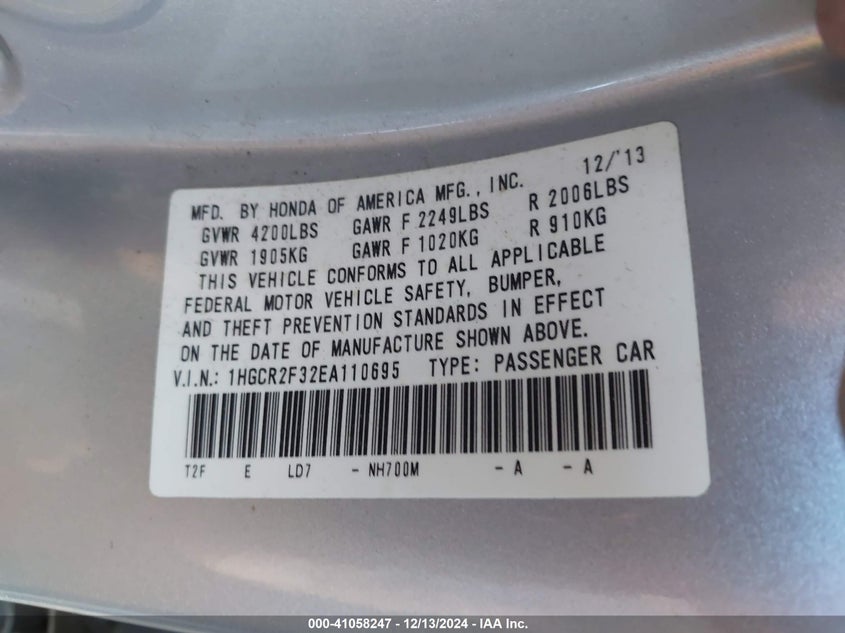 12/'13
MFD. BY HONDA OF AMERICA MFG., INC.
GVWR 4200LBS GAWR F 2249LBS R 2006LBS
GVWR 1905KG GAWR F 1020KG R 910KG
THIS VEHICLE CONFORMS TO ALL APPLICABLE
FEDERAL MOTOR VEHICLE SAFETY, BUMPER,
AND THEFT PREVENTION STANDARDS IN EFFECT
ON THE DATE OF MANUFACTURE SHOWN ABOVE.
V.I.N.: 1HGCR2F32EA110695 TYPE: PASSENGER CAR
T2F E LD7 - NH700M - A - A
000-41058247 - 12/13/2024 - IAA Inc.